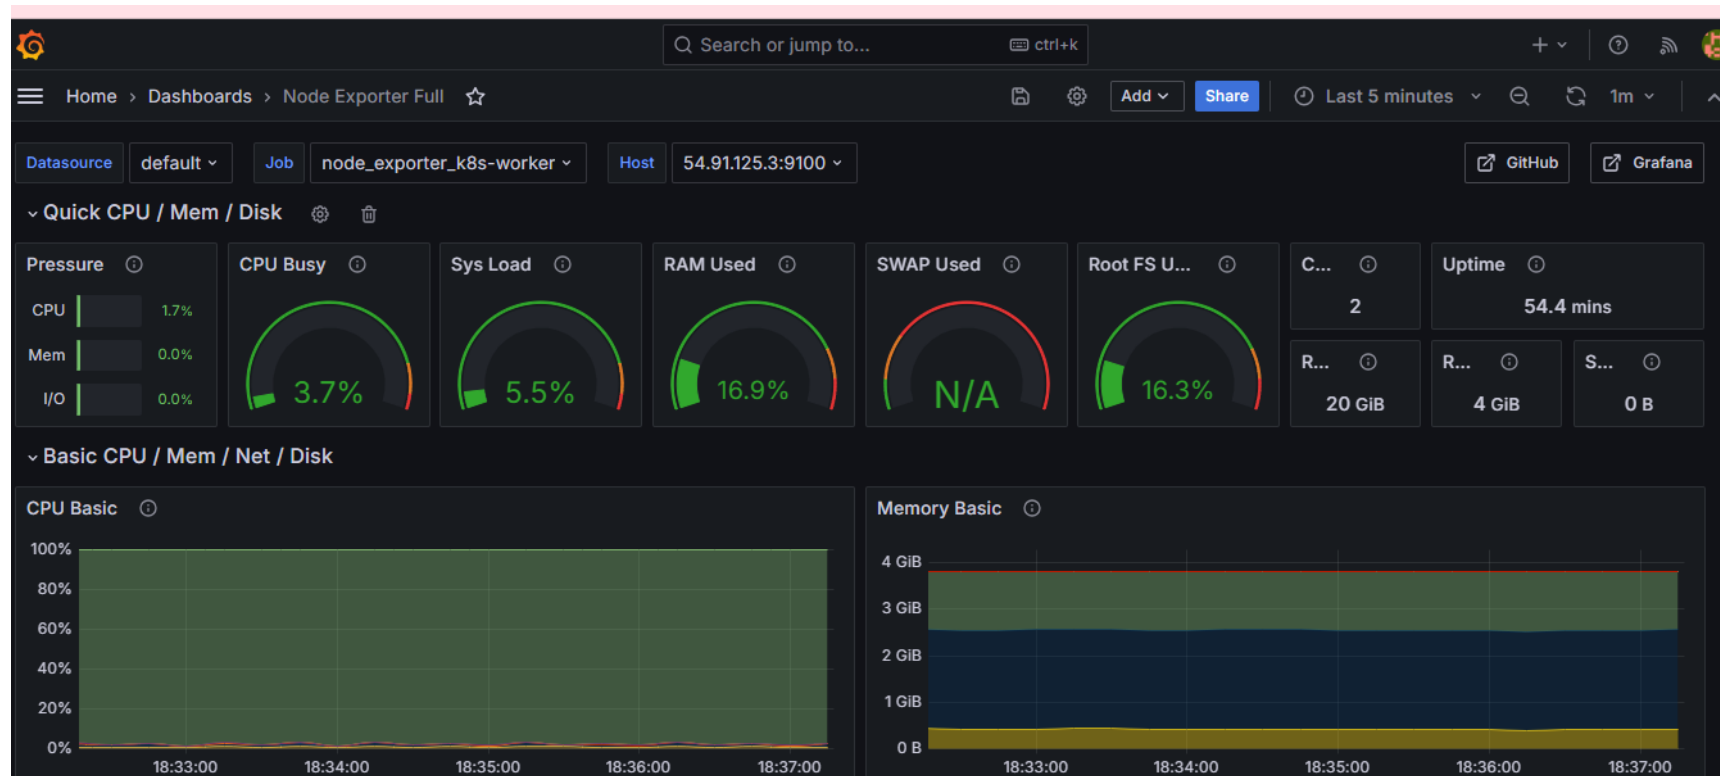 Search or jump to... ctrl+k
Home › Dashboards › Node Exporter Full
Add Share Last 5 minutes 1m
Datasource default Job node_exporter_k8s-worker Host 54.91.125.3:9100 GitHub Grafana
Quick CPU / Mem / Disk
Pressure
CPU 1.7%
Mem 0.0%
I/O 0.0%
CPU Busy
3.7%
Sys Load
5.5%
RAM Used
16.9%
SWAP Used
N/A
Root FS U...
16.3%
C...
2
Uptime
54.4 mins
R...
20 GiB
R...
4 GiB
S...
0 B
Basic CPU / Mem / Net / Disk
CPU Basic
100%
80%
60%
40%
20%
0%
18:33:00 18:34:00 18:35:00 18:36:00 18:37:00
Memory Basic
4 GiB
3 GiB
2 GiB
1 GiB
0 B
18:33:00 18:34:00 18:35:00 18:36:00 18:37:00